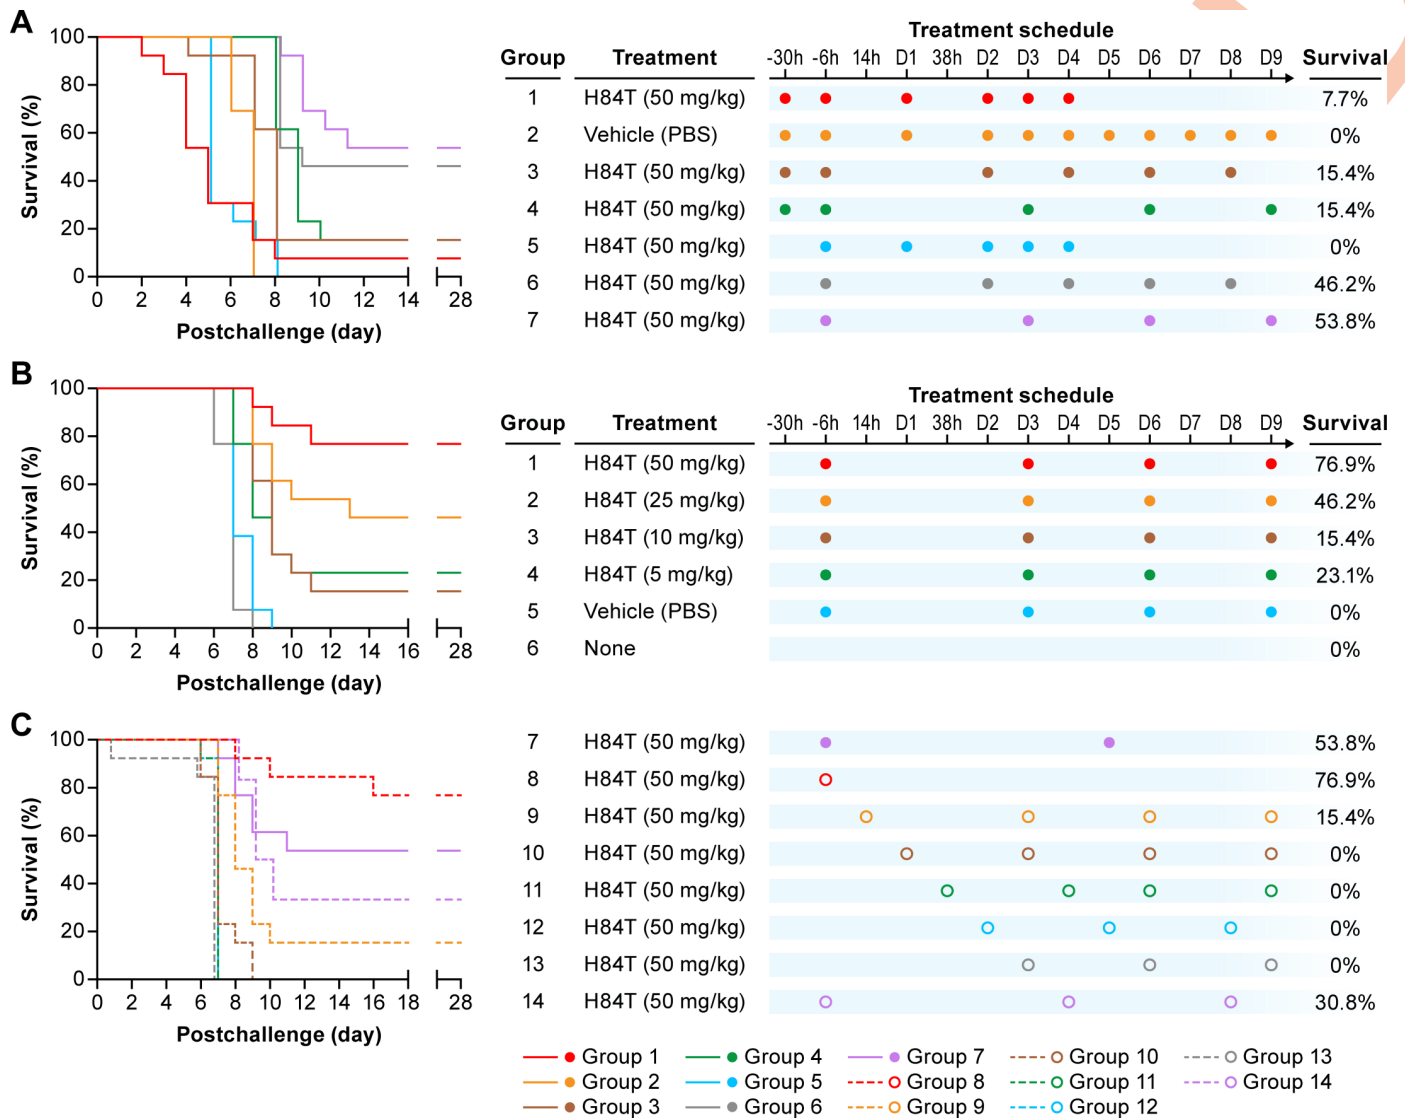 A
Treatment schedule
Group Treatment -30h -6h 14h D1 38h D2 D3 D4 D5 D6 D7 D8 D9 Survival
1 H84T (50 mg/kg) 7.7%
2 Vehicle (PBS) 0%
3 H84T (50 mg/kg) 15.4%
4 H84T (50 mg/kg) 15.4%
5 H84T (50 mg/kg) 0%
6 H84T (50 mg/kg) 46.2%
7 H84T (50 mg/kg) 53.8%
Survival (%)
100
80
60
40
20
0
0 2 4 6 8 10 12 14 28
Postchallenge (day)
B
Treatment schedule
Group Treatment -30h -6h 14h D1 38h D2 D3 D4 D5 D6 D7 D8 D9 Survival
1 H84T (50 mg/kg) 76.9%
2 H84T (25 mg/kg) 46.2%
3 H84T (10 mg/kg) 15.4%
4 H84T (5 mg/kg) 23.1%
5 Vehicle (PBS) 0%
6 None 0%
Survival (%)
100
80
60
40
20
0
0 2 4 6 8 10 12 14 16 28
Postchallenge (day)
C
7 H84T (50 mg/kg) 53.8%
8 H84T (50 mg/kg) 76.9%
9 H84T (50 mg/kg) 15.4%
10 H84T (50 mg/kg) 0%
11 H84T (50 mg/kg) 0%
12 H84T (50 mg/kg) 0%
13 H84T (50 mg/kg) 0%
14 H84T (50 mg/kg) 30.8%
Survival (%)
100
80
60
40
20
0
0 2 4 6 8 10 12 14 16 18 28
Postchallenge (day)
Group 1 Group 4 Group 7 Group 10 Group 13
Group 2 Group 5 Group 8 Group 11 Group 14
Group 3 Group 6 Group 9 Group 12